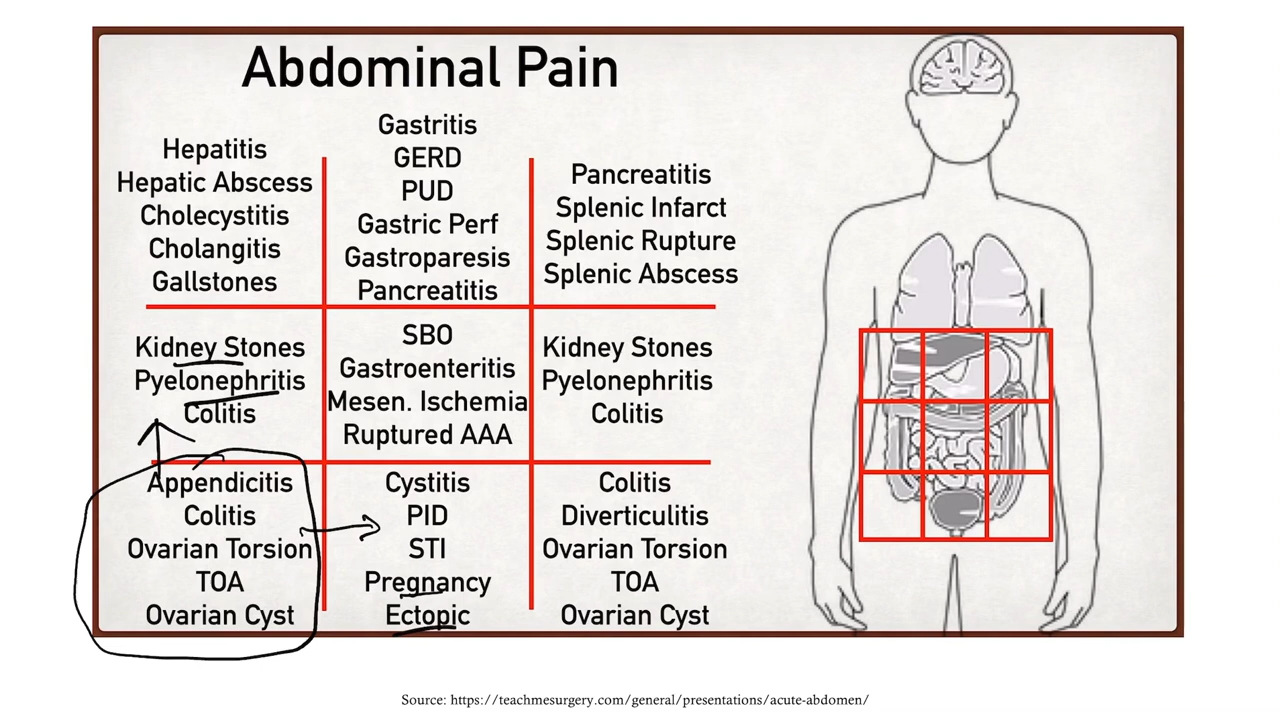 Abdominal Pain
Hepatitis
Hepatic Abscess
Cholecystitis
Cholangitis
Gallstones
Gastritis
GERD
PUD
Gastric Perf
Gastroparesis
Pancreatitis
Pancreatitis
Splenic Infarct
Splenic Rupture
Splenic Abscess
Kidney Stones
Pyelonephritis
Colitis
SBO
Gastroenteritis
Mesen. Ischemia
Ruptured AAA
Kidney Stones
Pyelonephritis
Colitis
Appendicitis
Colitis
Ovarian Torsion
TOA
Ovarian Cyst
Cystitis
PID
STI
Pregnancy
Ectopic
Colitis
Diverticulitis
Ovarian Torsion
TOA
Ovarian Cyst
Source: https://teachmesurgery.com/general/presentations/acute-abdomen/